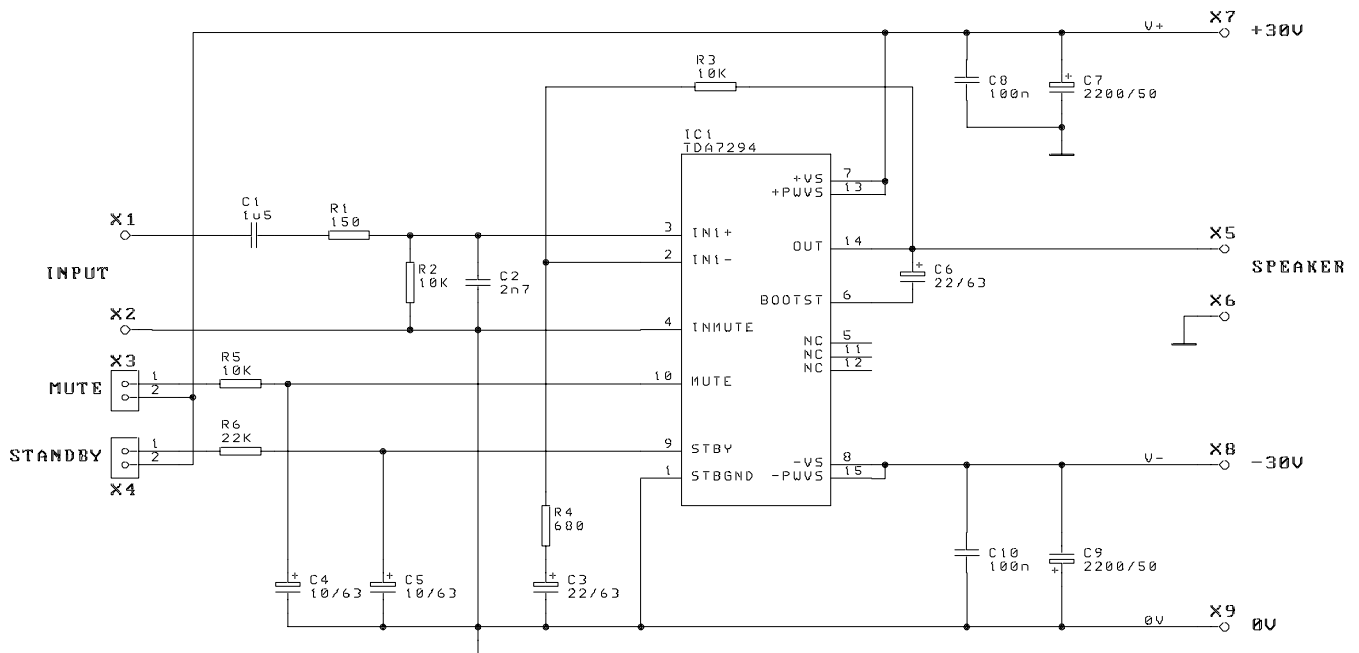 X7
V+
+30V
R3
10K
C8
100n
+
C7
2200/50
IC1
TDA7294
+VS
7
+PWVS
13
C1
1u5
R1
150
X1
3
IN1+
X5
OUT
14
2
IN1-
R2
10K
C2
2n7
INPUT
+
C6
22/63
SPEAKER
BOOTST
6
X6
X2
4
INMUTE
NC
5
NC
11
NC
12
X3
R5
10K
MUTE
1
2
10
MUTE
R6
22K
STANDBY
1
2
9
STBY
-VS
8
V-
X8
-30V
1
STBGND
-PWVS
15
X4
R4
680
C10
100n
C9
2200/50
+
+
C4
10/63
+
C5
10/63
+
C3
22/63
X9
0V
0V